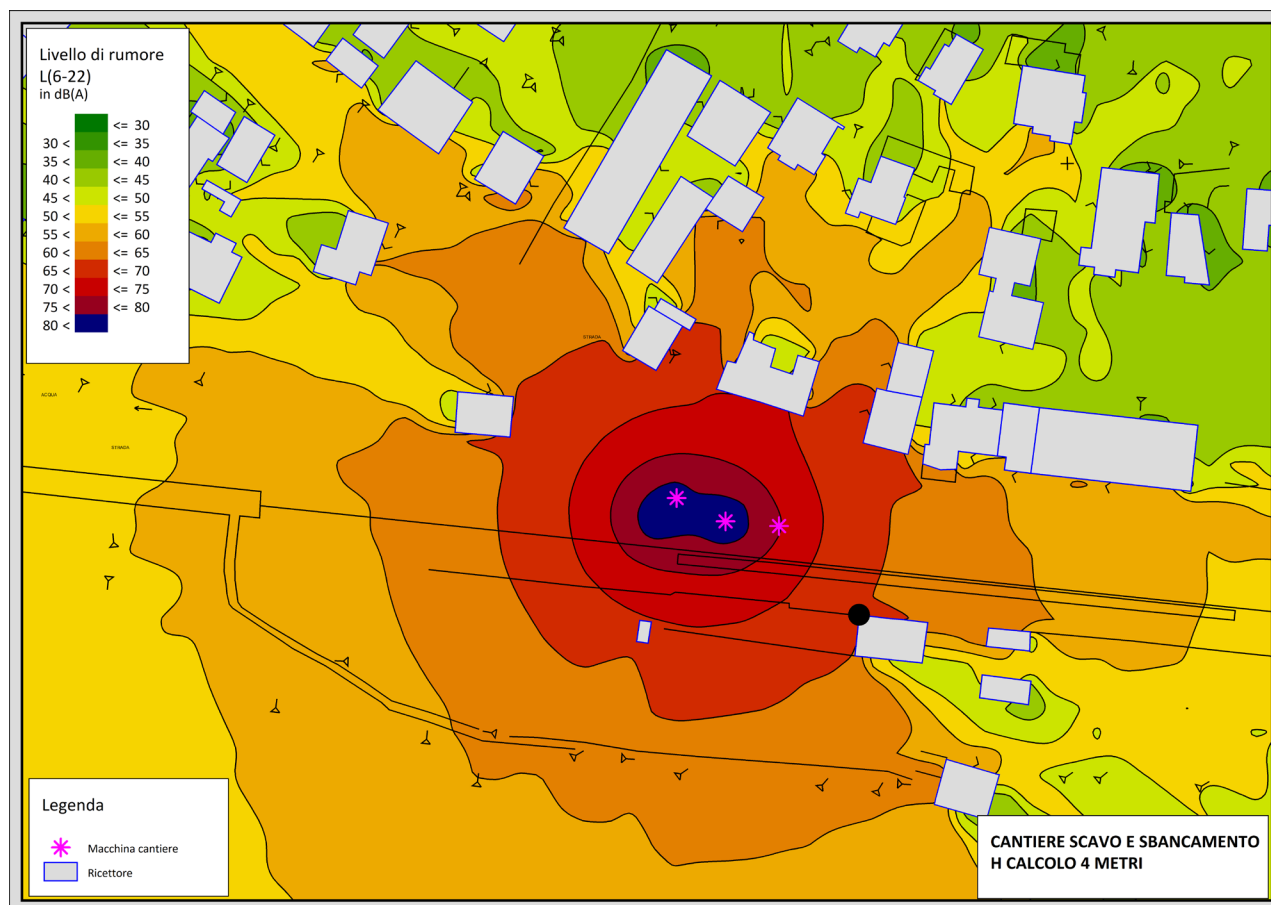 Livello di rumore
L(6-22)
in dB(A)
<= 30
30 < <= 35
35 < <= 40
40 < <= 45
45 < <= 50
50 < <= 55
55 < <= 60
60 < <= 65
65 < <= 70
70 < <= 75
75 < <= 80
80 <
STRADA
ACQUA
STRADA
Legenda
Macchina cantiere
Ricettore
CANTIERE SCAVO E SBANCAMENTO
H CALCOLO 4 METRI